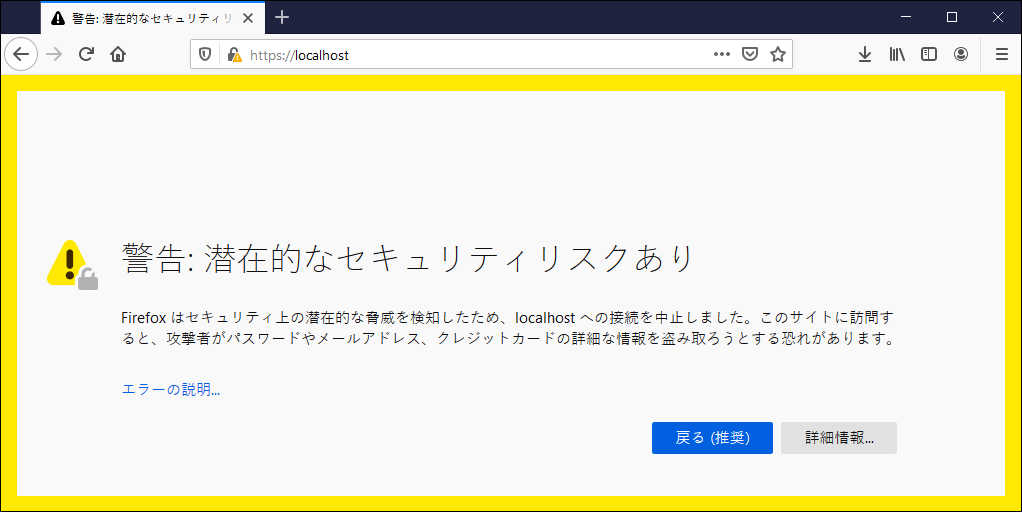 警告: 潜在的なセキュリティリ
https://localhost
警告: 潜在的なセキュリティリスクあり
Firefox はセキュリティ上の潜在的な脅威を検知したため、localhost への接続を中止しました。このサイトに訪問す
ると、攻撃者がパスワードやメールアドレス、クレジットカードの詳細な情報を盗み取ろうとする恐れがあります。
エラーの説明...
戻る (推奨)
詳細情報...